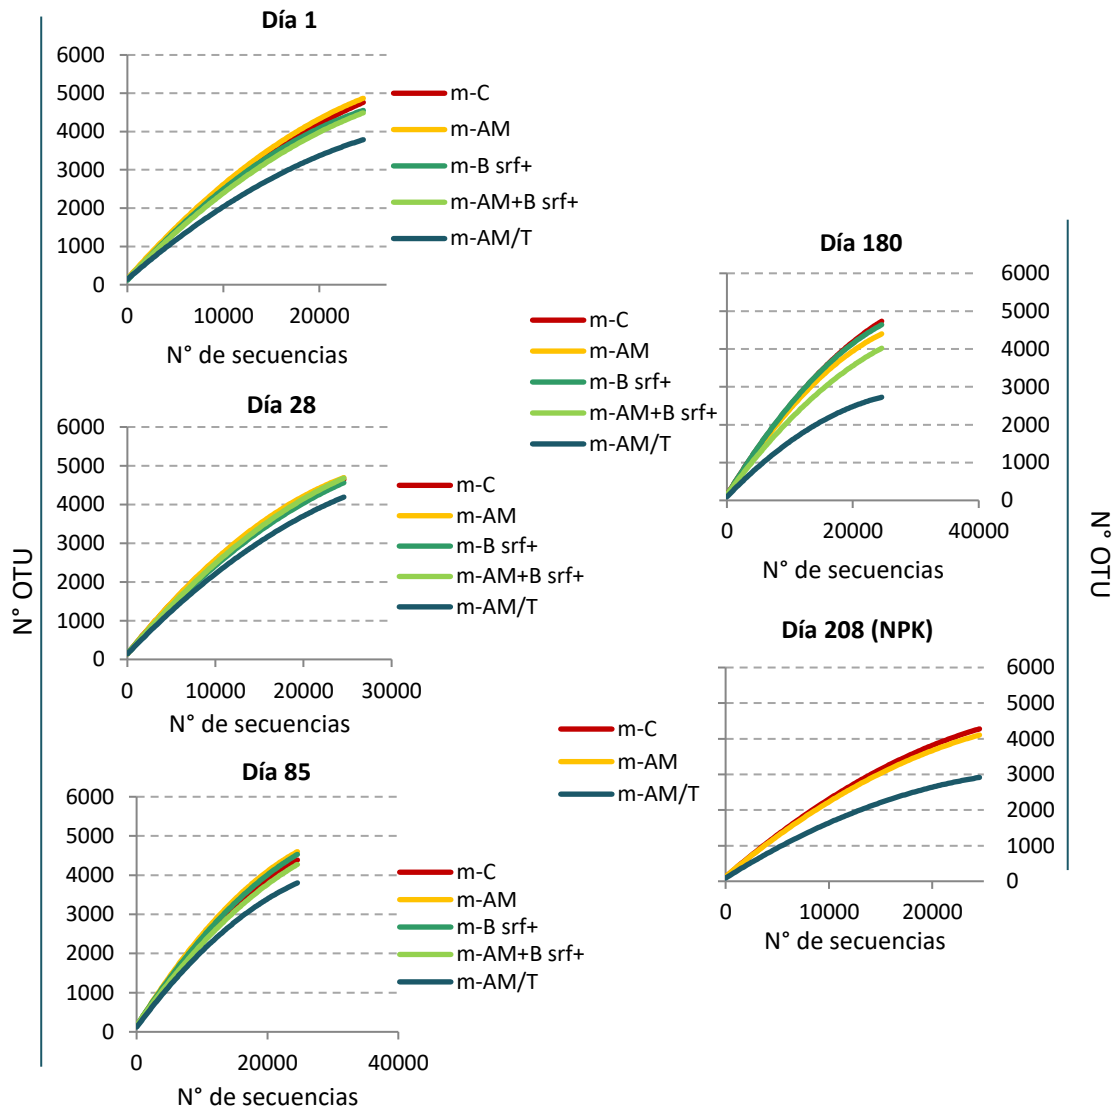 Día 1
6000
5000
4000
3000
2000
1000
0
0 10000 20000
N° de secuencias
m-C
m-AM
m-B srf+
m-AM+B srf+
m-AM/T
Día 28
6000
5000
4000
3000
2000
1000
0
0 10000 20000 30000
N° de secuencias
m-C
m-AM
m-B srf+
m-AM+B srf+
m-AM/T
N° OTU
Día 85
6000
5000
4000
3000
2000
1000
0
0 20000 40000
N° de secuencias
m-C
m-AM
m-B srf+
m-AM+B srf+
m-AM/T
Día 180
6000
5000
4000
3000
2000
1000
0
0 20000 40000
N° de secuencias
m-C
m-AM
m-B srf+
m-AM+B srf+
m-AM/T
N° OTU
Día 208 (NPK)
6000
5000
4000
3000
2000
1000
0
0 10000 20000
N° de secuencias
m-C
m-AM
m-AM/T